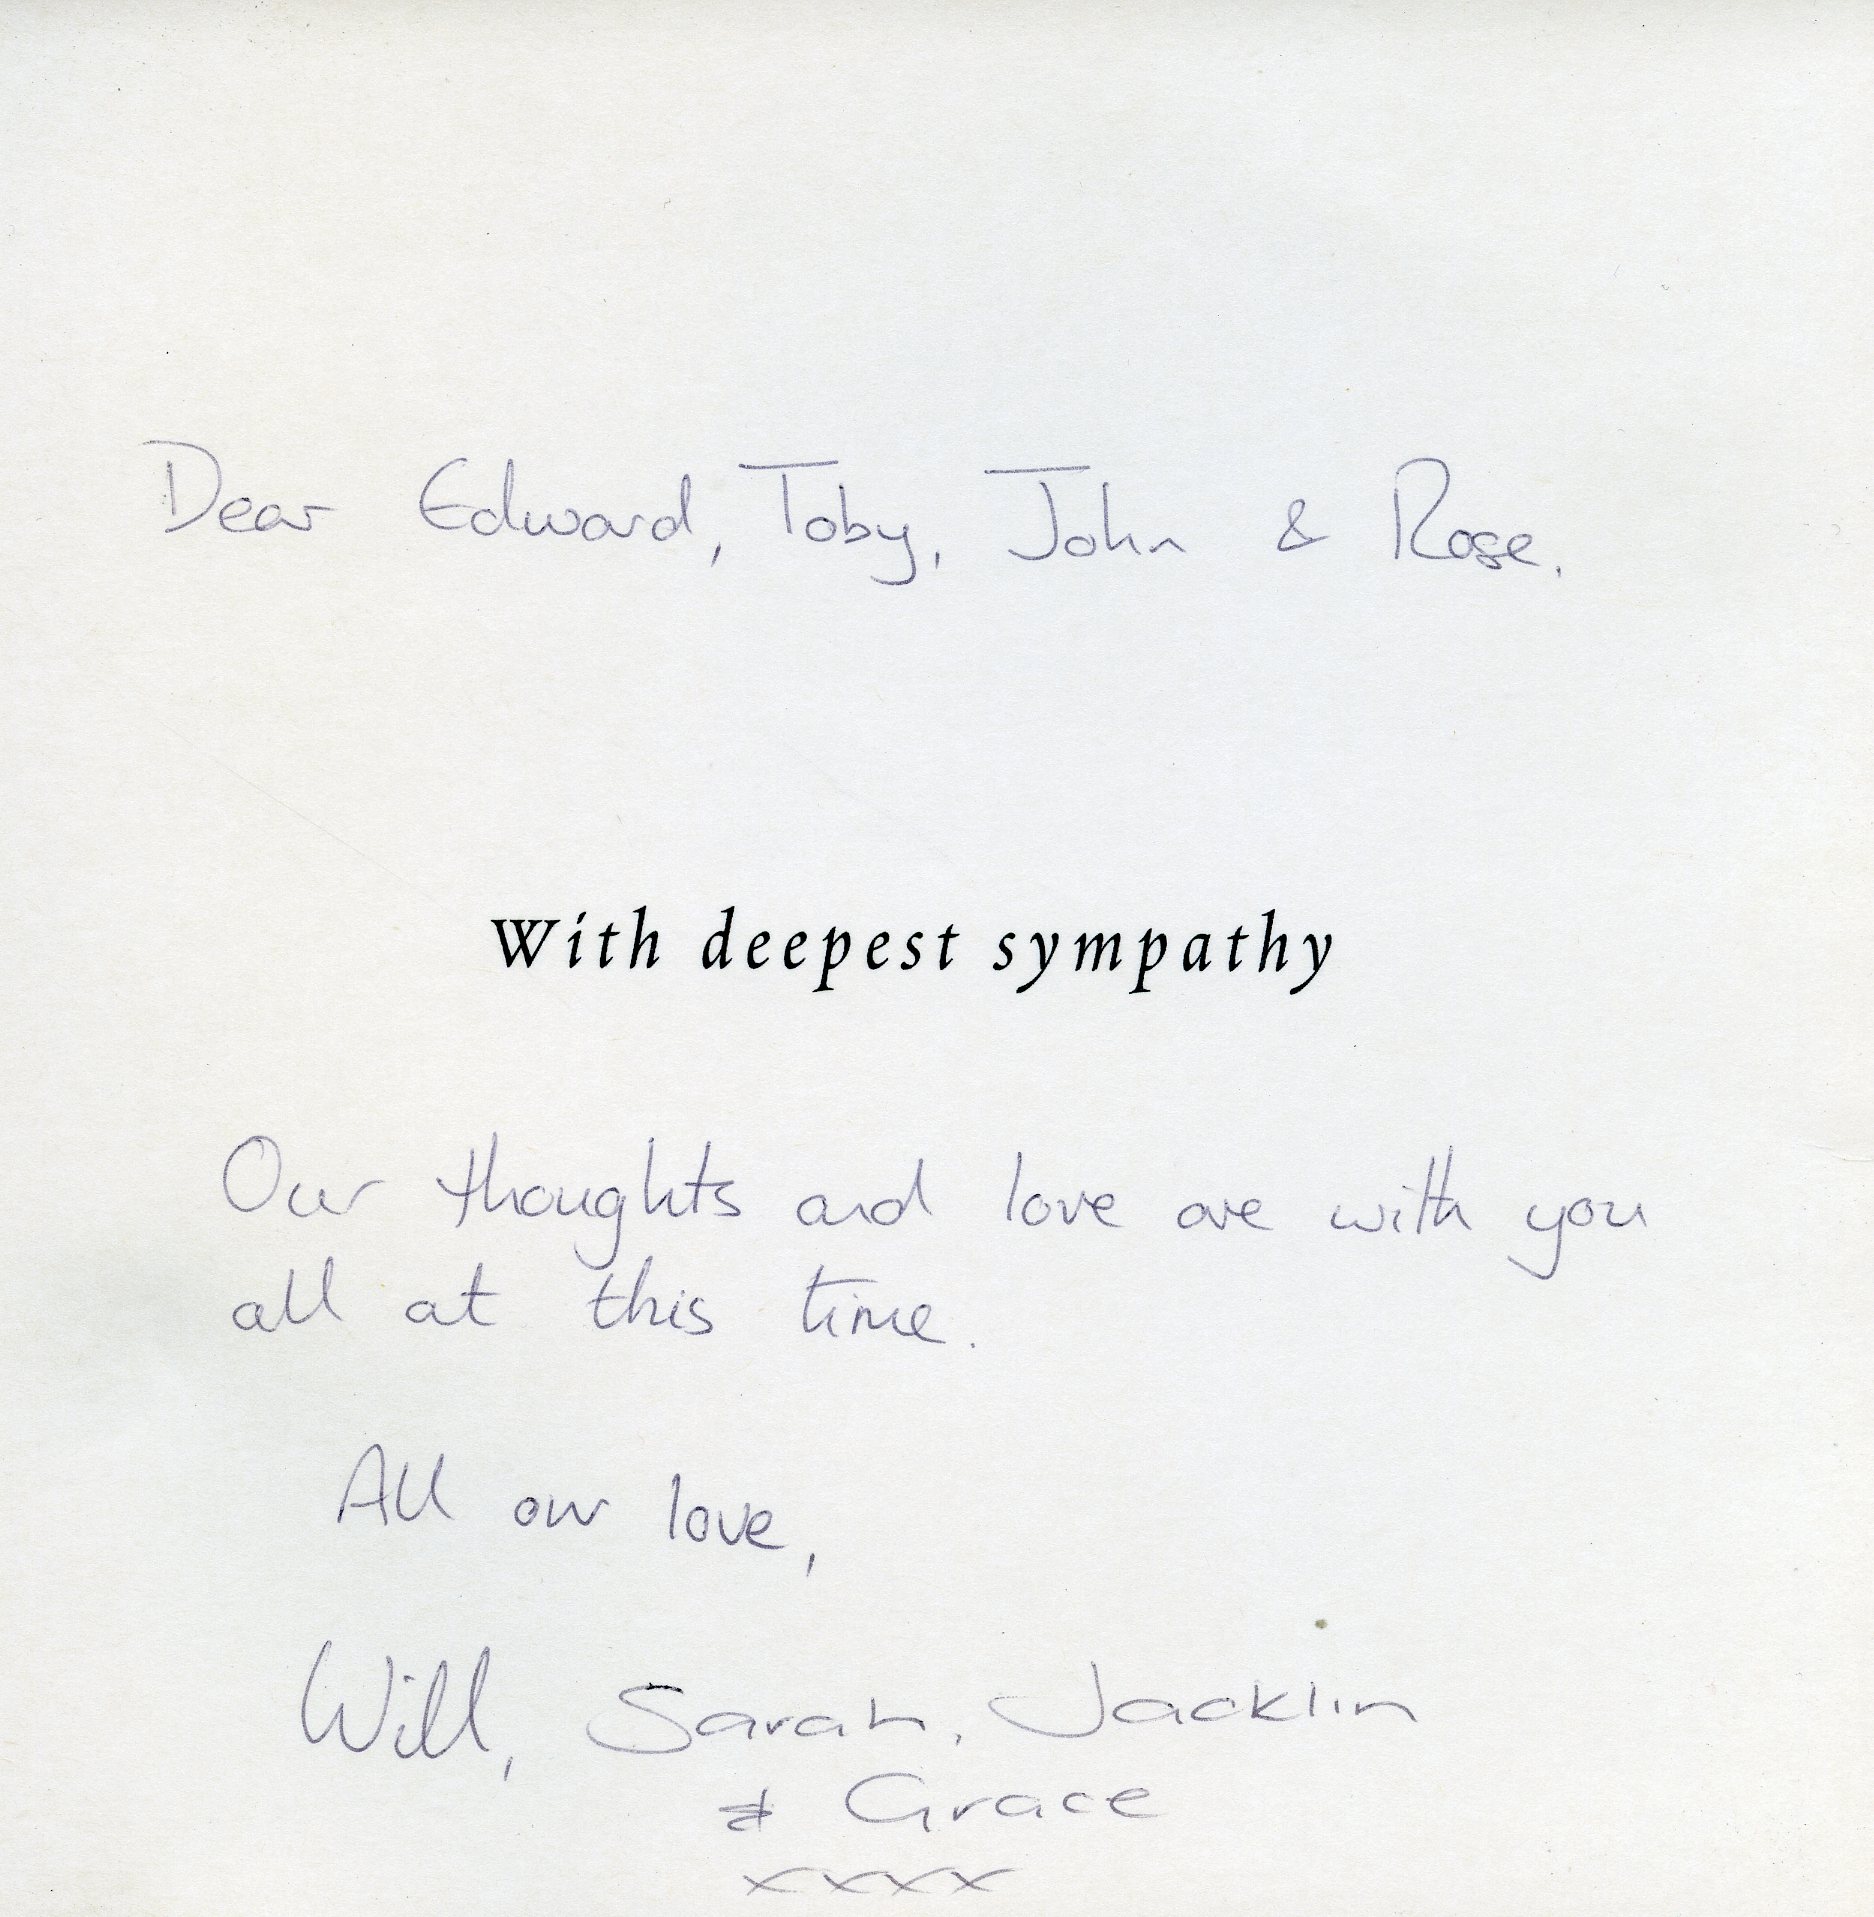 Dear Edward, Toby, John & Rose.
With deepest sympathy
Our thoughts and love are with you
all at this time.
All our love,
Will, Sarah, Jacklin
& Grace
xxxx